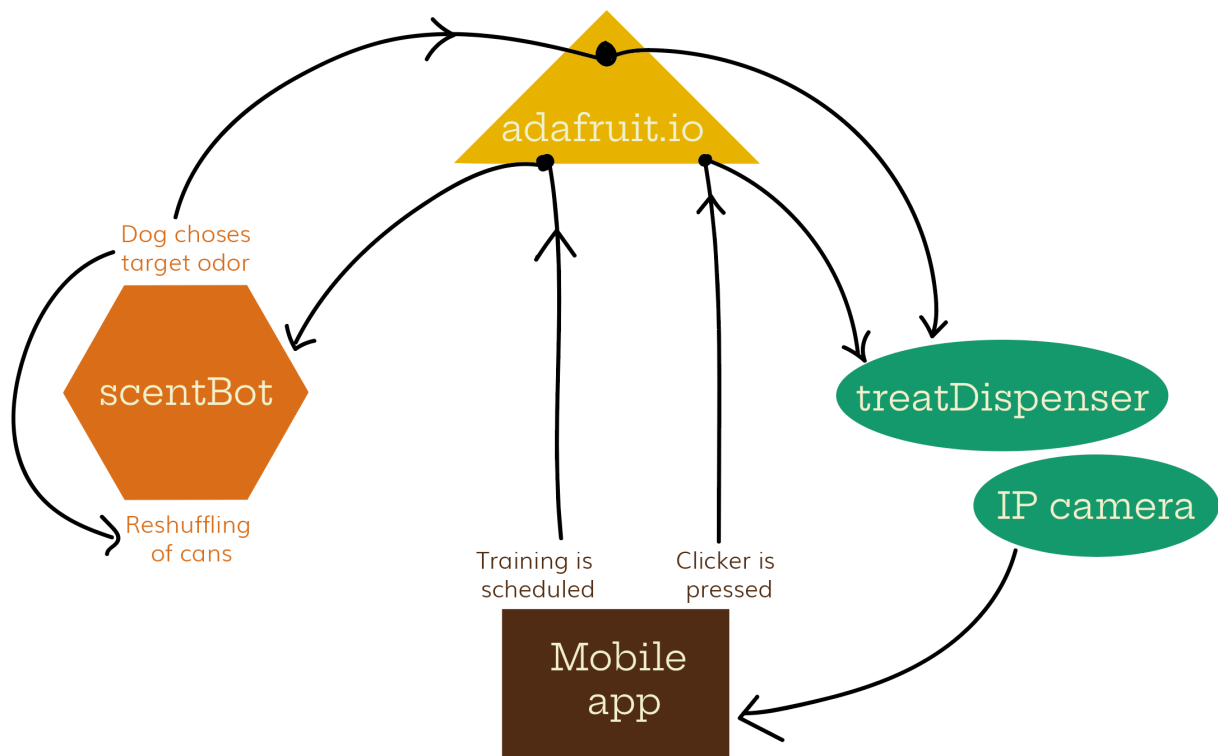 adafruit.io
Dog choses
target odor
scentBot
treatDispenser
IP camera
Reshuffling
of cans
Training is
scheduled
Clicker is
pressed
Mobile
app